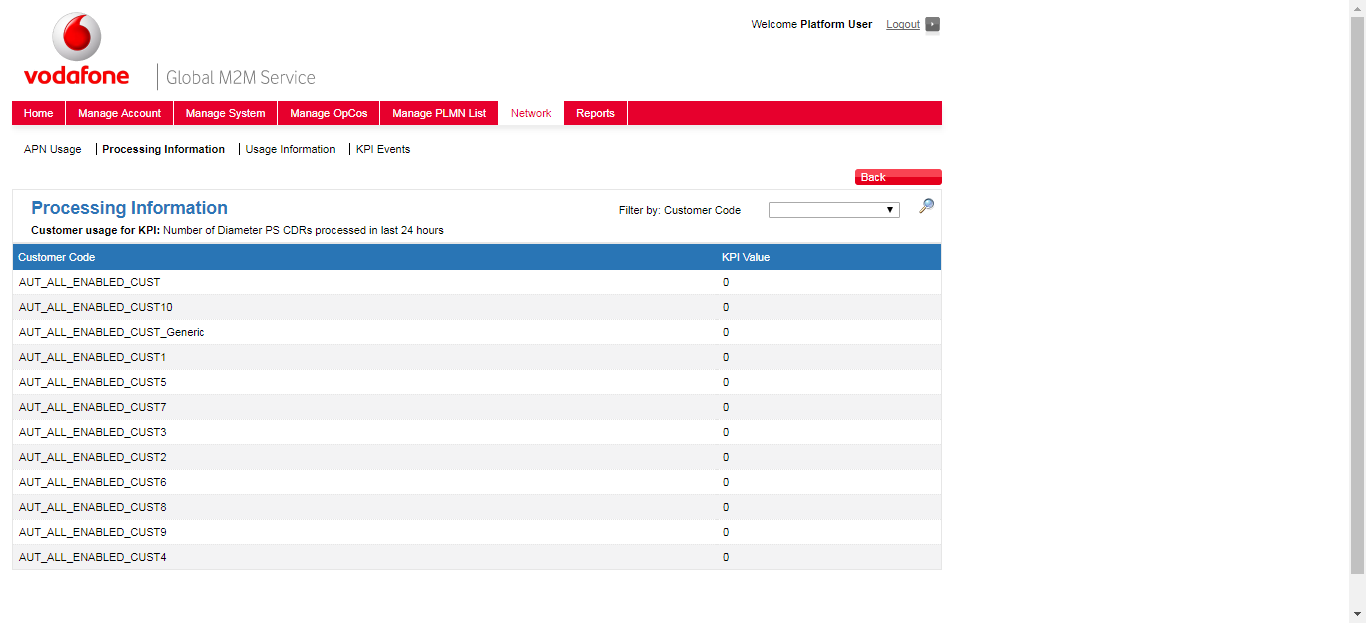 Welcome Platform User Logout
vodafone Global M2M Service
Home Manage Account Manage System Manage OpCos Manage PLMN List Network Reports
APN Usage Processing Information Usage Information KPI Events
Back
Processing Information Filter by: Customer Code
Customer usage for KPI: Number of Diameter PS CDRs processed in last 24 hours
Customer Code KPI Value
AUT_ALL_ENABLED_CUST 0
AUT_ALL_ENABLED_CUST10 0
AUT_ALL_ENABLED_CUST_Generic 0
AUT_ALL_ENABLED_CUST1 0
AUT_ALL_ENABLED_CUST5 0
AUT_ALL_ENABLED_CUST7 0
AUT_ALL_ENABLED_CUST3 0
AUT_ALL_ENABLED_CUST2 0
AUT_ALL_ENABLED_CUST6 0
AUT_ALL_ENABLED_CUST8 0
AUT_ALL_ENABLED_CUST9 0
AUT_ALL_ENABLED_CUST4 0